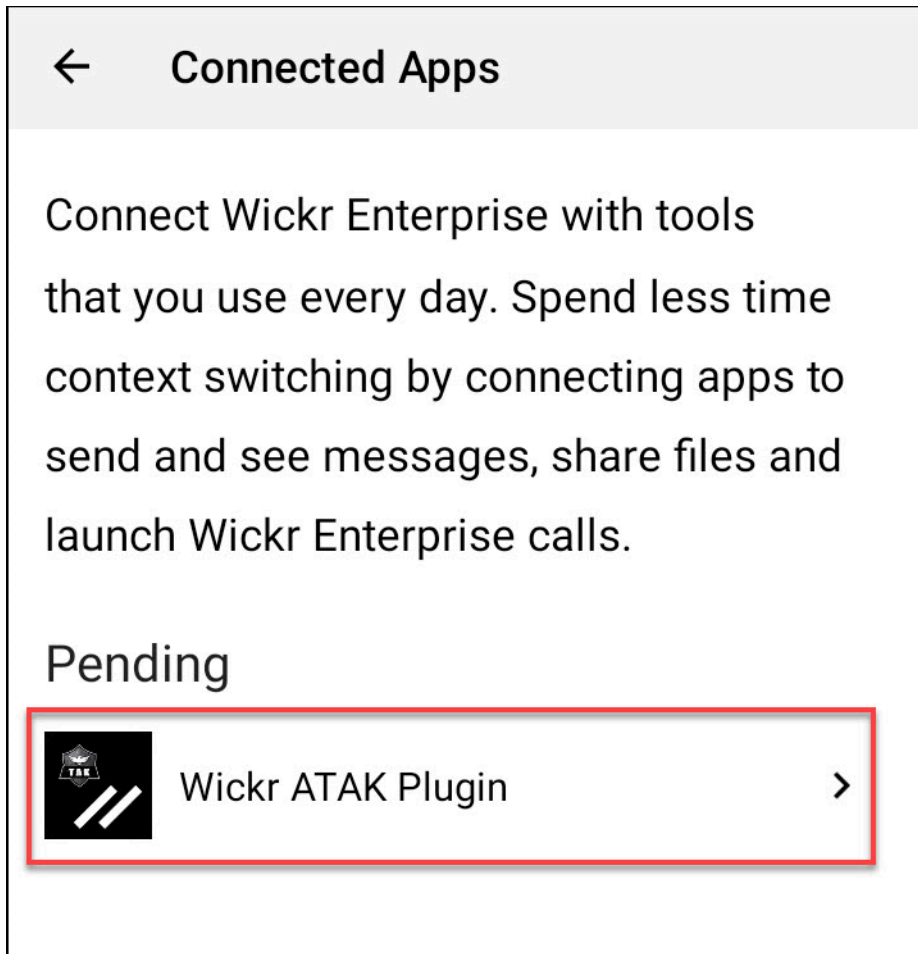 Connected Apps
Connect Wickr Enterprise with tools
that you use every day. Spend less time
context switching by connecting apps to
send and see messages, share files and
launch Wickr Enterprise calls.
Pending
TAK
Wickr ATAK Plugin